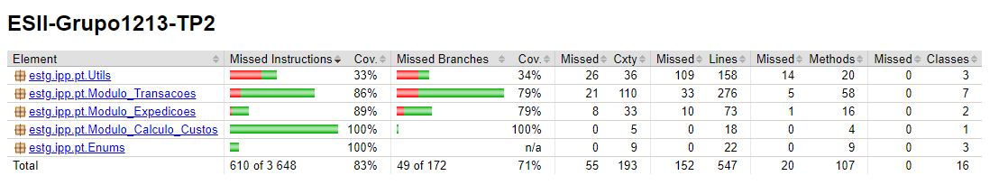 ESII-Grupo1213-TP2
Element Missed Instructions Cov. Missed Branches Cov. Missed Cxty Missed Lines Missed Methods Missed Classes
estg.ipp.pt.Utils 33% 34% 26 36 109 158 14 20 0 3
estg.ipp.pt.Modulo_Transacoes 86% 79% 21 110 33 276 5 58 0 7
estg.ipp.pt.Modulo_Expedicoes 89% 79% 8 33 10 73 1 16 0 2
estg.ipp.pt.Modulo_Calculo_Custos 100% 100% 0 5 0 18 0 4 0 1
estg.ipp.pt.Enums 100% n/a 0 9 0 22 0 9 0 3
Total 610 of 3 648 83% 49 of 172 71% 55 193 152 547 20 107 0 16